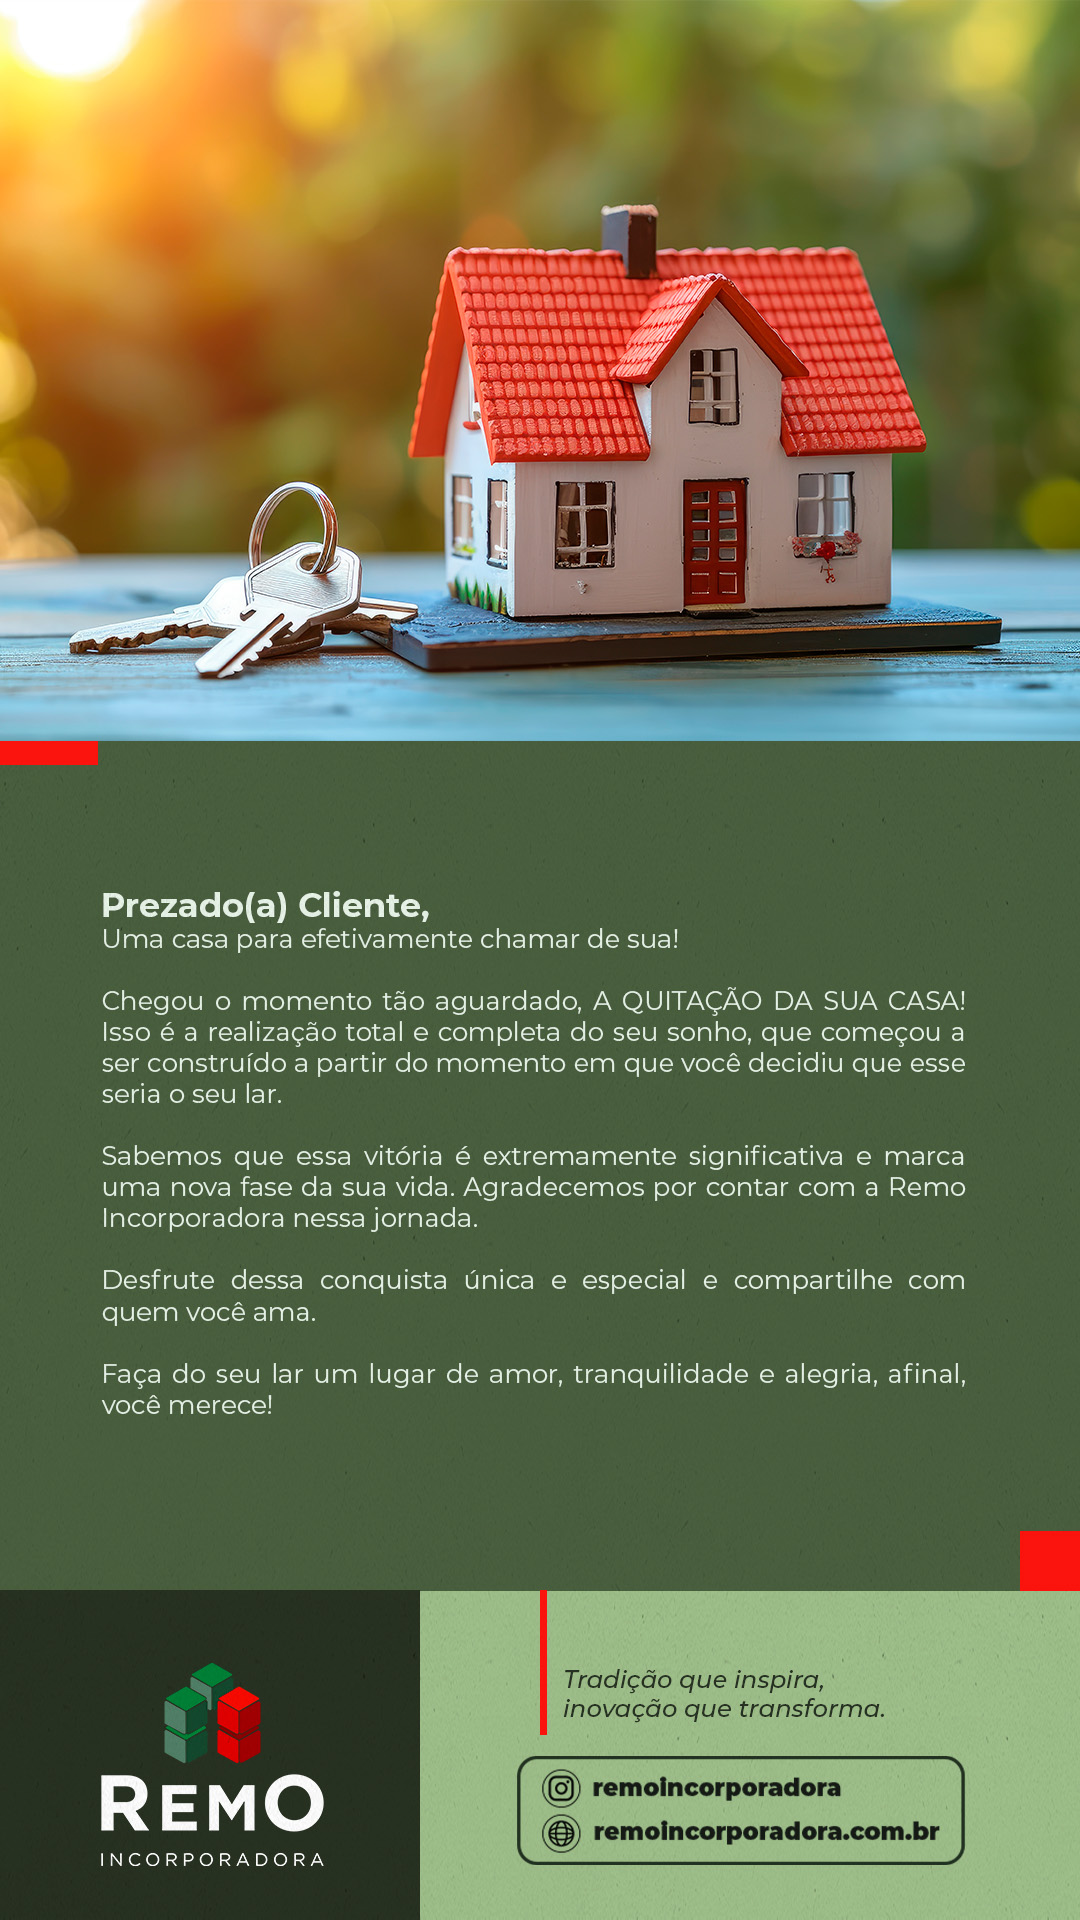 Prezado(a) Cliente,
Uma casa para efetivamente chamar de sua!
Chegou o momento tão aguardado, A QUITAÇÃO DA SUA CASA!
Isso é a realização total e completa do seu sonho, que começou a
ser construído a partir do momento em que você decidiu que esse
seria o seu lar.
Sabemos que essa vitória é extremamente significativa e marca
uma nova fase da sua vida. Agradecemos por contar com a Remo
Incorporadora nessa jornada.
Desfrute dessa conquista única e especial e compartilhe com
quem você ama.
Faça do seu lar um lugar de amor, tranquilidade e alegria, afinal,
você merece!
REMO
INCORPORADORA
Tradição que inspira,
inovação que transforma.
remoincorporadora
remoincorporadora.com.br